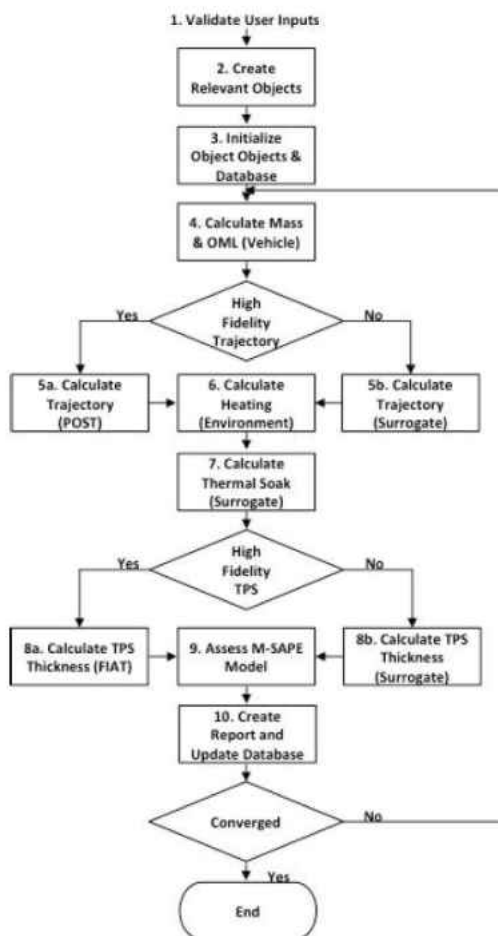 1. Validate User Inputs
2. Create
Relevant Objects
3. Initialize
Object Objects &
Database
4. Calculate Mass
& OML (Vehicle)
High
Fidelity
Trajectory
Yes
No
5a. Calculate
Trajectory
(POST)
6. Calculate
Heating
(Environment)
5b. Calculate
Trajectory
(Surrogate)
7. Calculate
Thermal Soak
(Surrogate)
High
Fidelity
TPS
Yes
No
8a. Calculate TPS
Thickness (FIAT)
9. Assess M-SAPE
Model
8b. Calculate TPS
Thickness
(Surrogate)
10. Create
Report and
Update Database
Converged
No
Yes
End